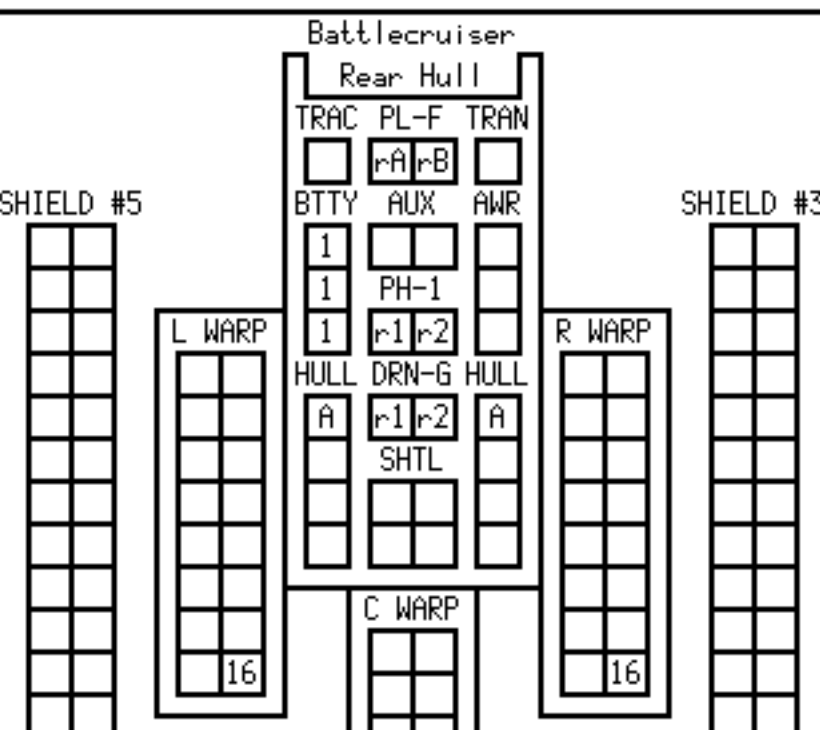 Battlecruiser
Rear Hull
TRAC PL-F TRAN
rA rB
SHIELD #5 BTTY AUX AWR SHIELD #3
1
1 PH-1
L WARP 1 r1 r2 R WARP
HULL DRN-G HULL
A r1 r2 A
SHTL
C WARP
16 16